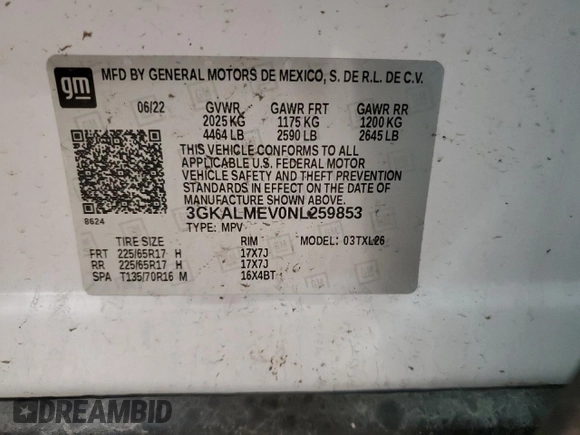 gm
MFD BY GENERAL MOTORS DE MEXICO, S. DE R.L. DE C.V.
06/22 GVWR GAWR FRT GAWR RR
2025 KG 1175 KG 1200 KG
4464 LB 2590 LB 2645 LB
THIS VEHICLE CONFORMS TO ALL
APPLICABLE U.S. FEDERAL MOTOR
VEHICLE SAFETY AND THEFT PREVENTION
STANDARDS IN EFFECT ON THE DATE OF
MANUFACTURE SHOWN ABOVE.
8624
3GKALMEV0NL259853
TYPE: MPV MODEL: 03TXL26
TIRE SIZE RIM
FRT 225/65R17 H 17X7J
RR 225/65R17 H 17X7J
SPA T135/70R16 M 16X4BT
DREAMBID